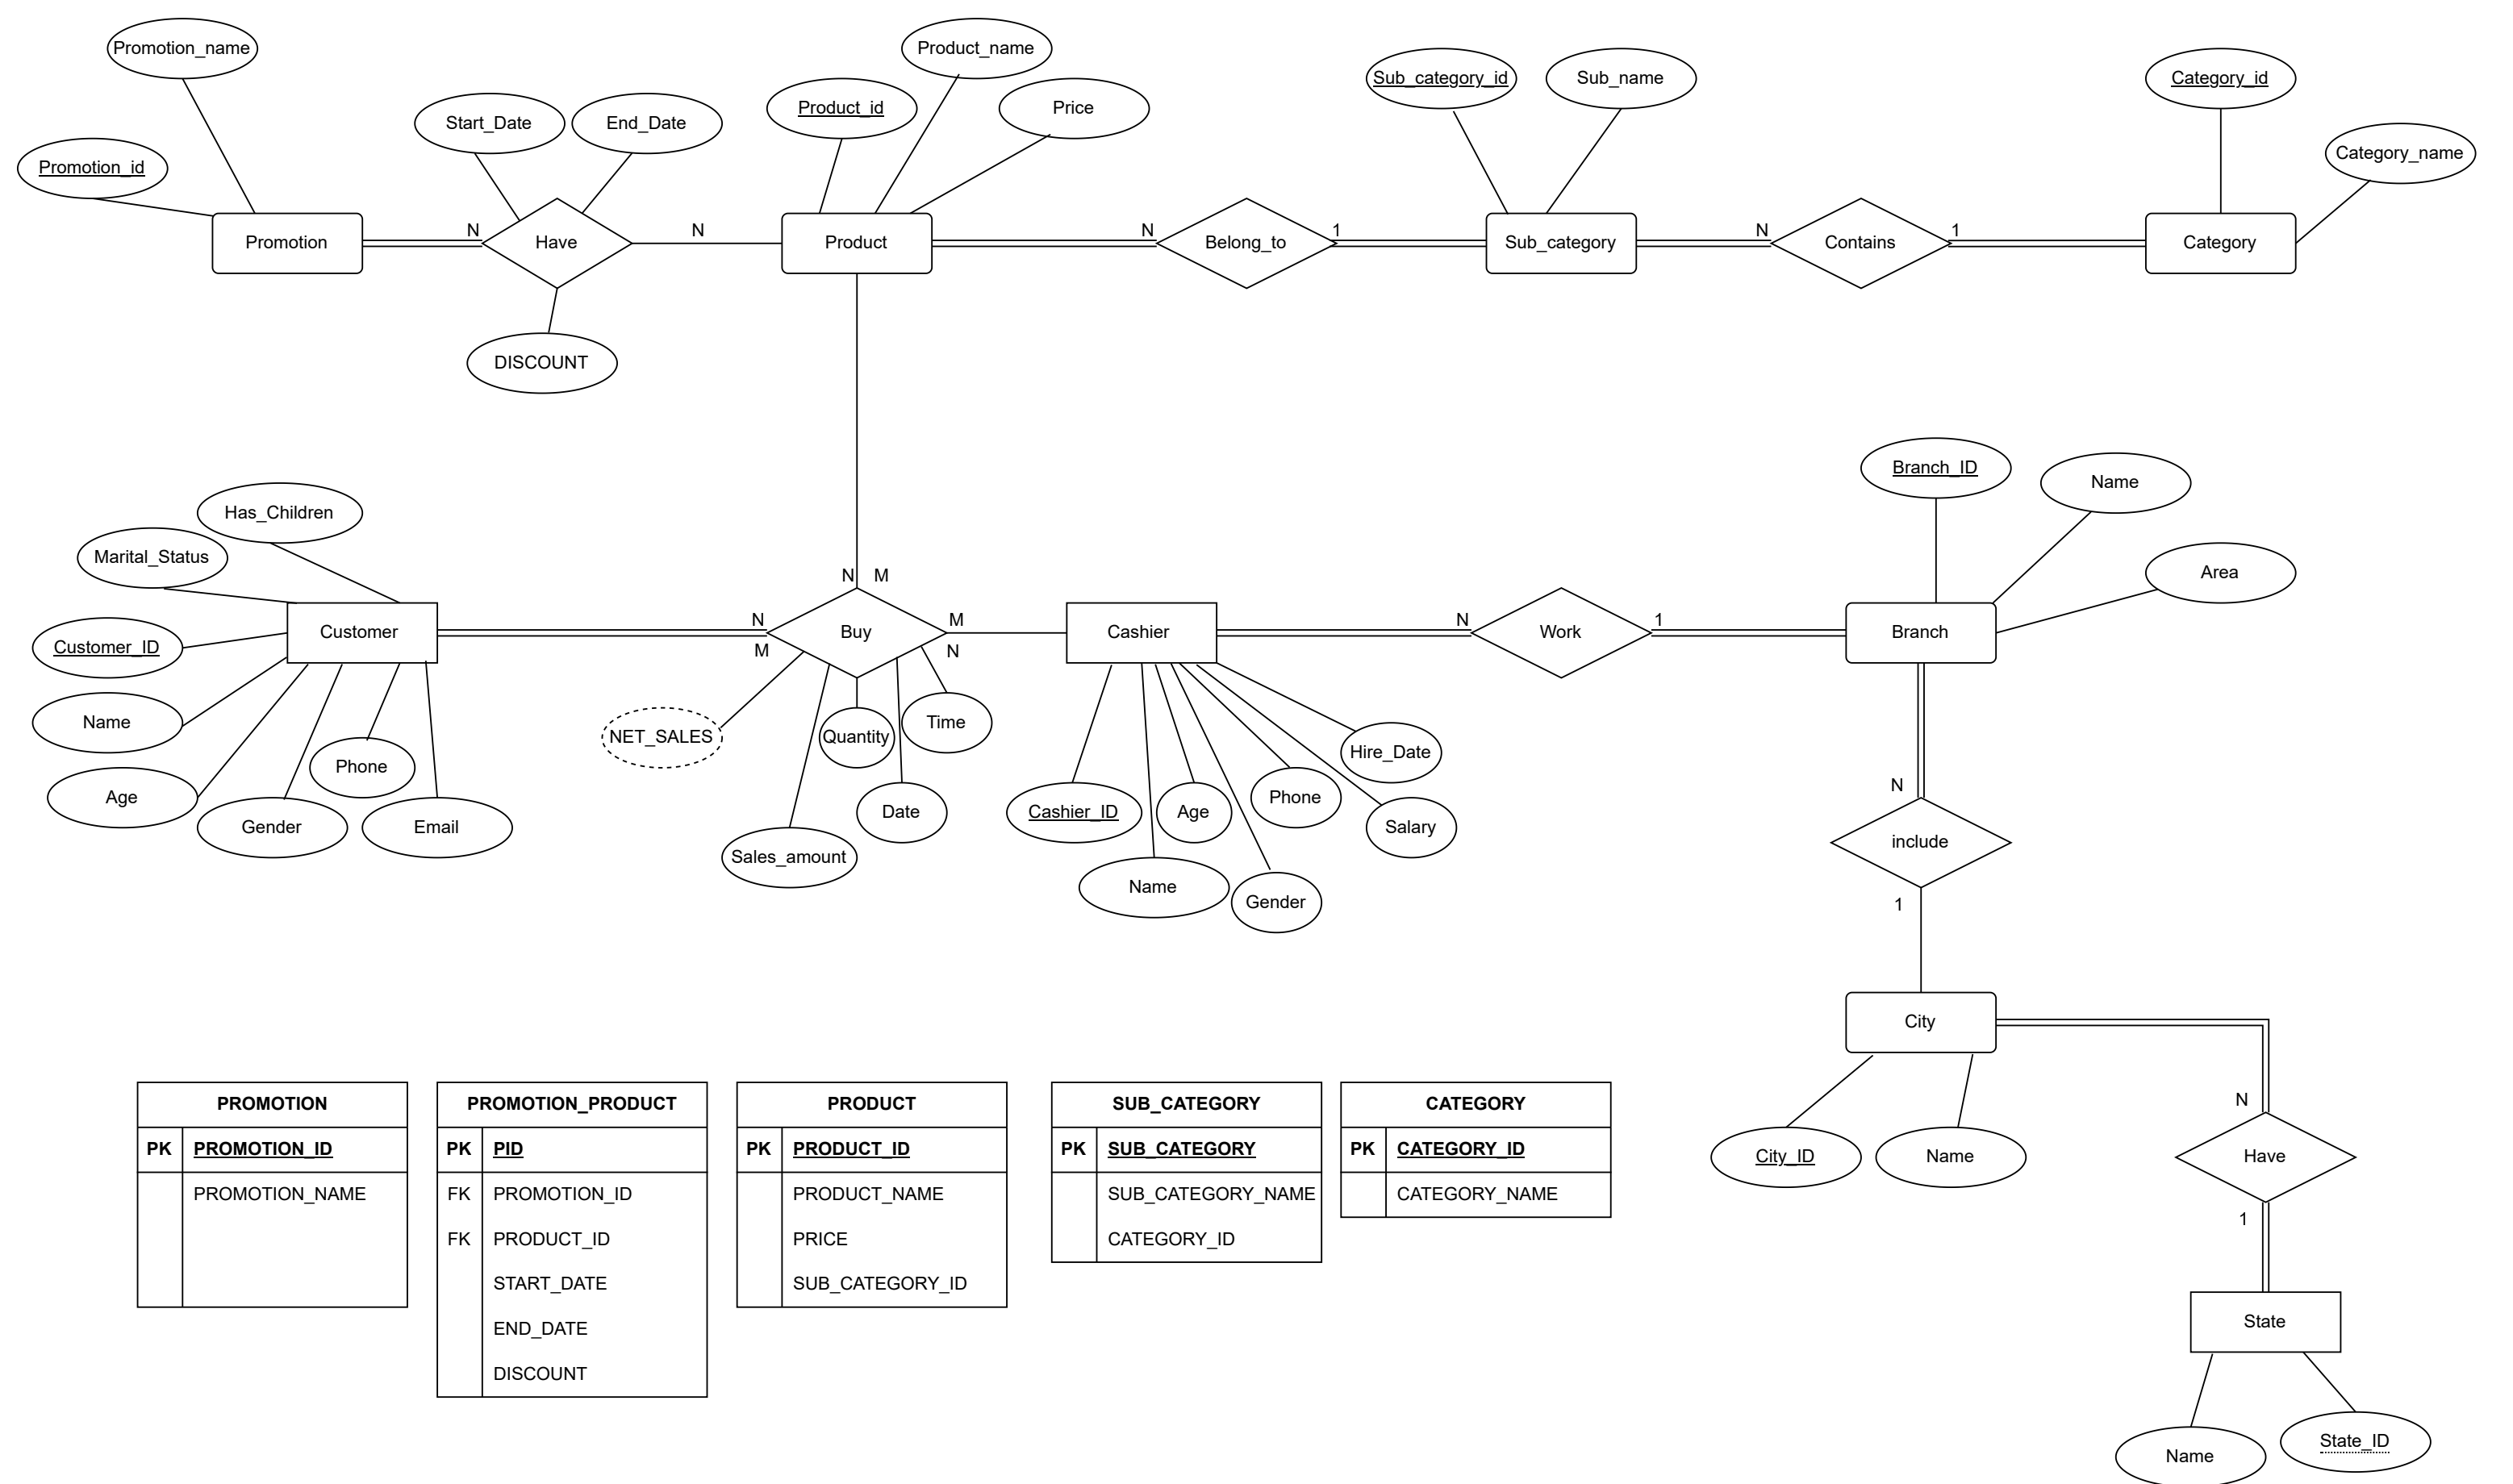 Promotion_name
Product_name
Sub_category_id
Sub_name
Category_id
Product_id
Price
Start_Date
End_Date
Category_name
Promotion_id
Promotion
N
Have
N
Product
N
Belong_to
1
Sub_category
N
Contains
1
Category
DISCOUNT
Branch_ID
Name
Has_Children
Marital_Status
Area
N
M
Customer
N
M
Buy
M
N
Cashier
N
Work
1
Branch
Customer_ID
Name
NET_SALES
Quantity
Time
Hire_Date
Phone
Age
Gender
Email
Date
Sales_amount
Cashier_ID
Age
Phone
Salary
Name
Gender
N
include
1
City
City_ID
Name
N
Have
1
State
Name
State_ID
PROMOTION
PK PROMOTION_ID
PROMOTION_NAME
PROMOTION_PRODUCT
PK PID
FK PROMOTION_ID
FK PRODUCT_ID
START_DATE
END_DATE
DISCOUNT
PRODUCT
PK PRODUCT_ID
PRODUCT_NAME
PRICE
SUB_CATEGORY_ID
SUB_CATEGORY
PK SUB_CATEGORY
SUB_CATEGORY_NAME
CATEGORY_ID
CATEGORY
PK CATEGORY_ID
CATEGORY_NAME